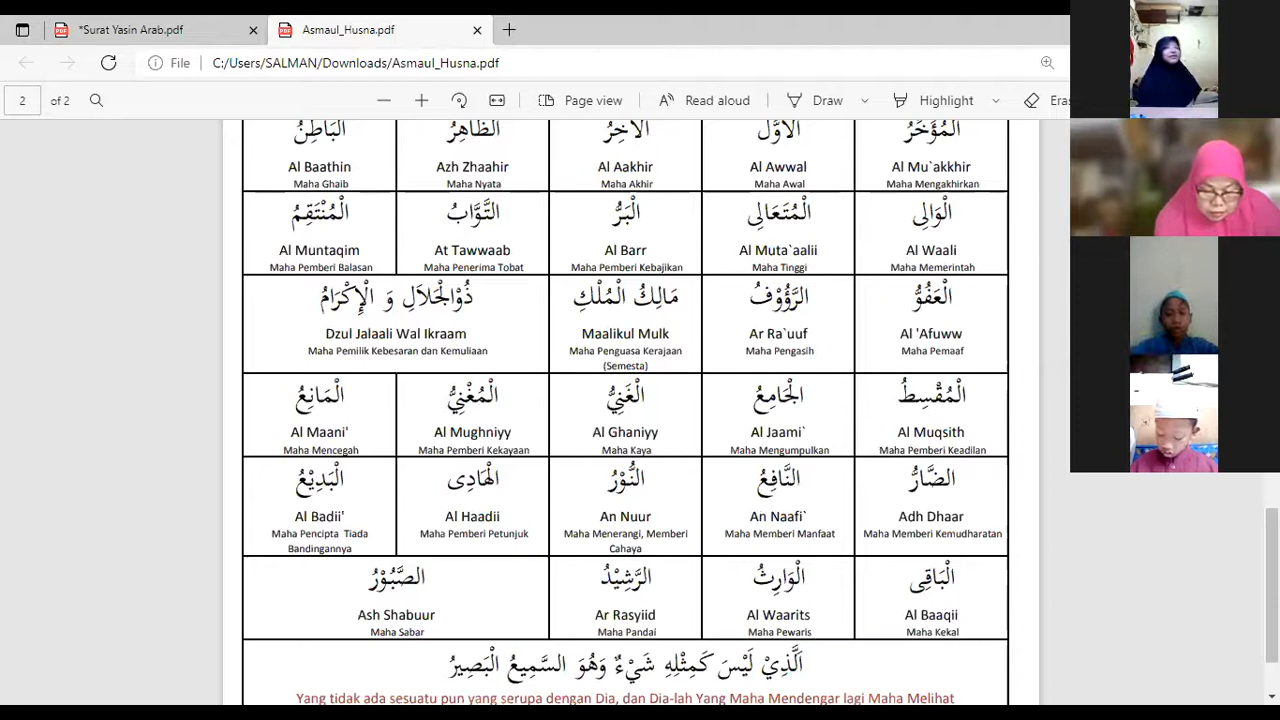 *Surat Yasin Arab.pdf
Asmaul_Husna.pdf
File
C:/Users/SALMAN/Downloads/Asmaul_Husna.pdf
2
of 2
Page view
Read aloud
Draw
Highlight
Eras
الْمُؤَخِّرُ الْأَوَّلُ الْآخِرُ الظَّاهِرُ الْبَاطِنُ
Al Baathin Azh Zhaahir Al Aakhir Al Awwal Al Mu`akkhir
Maha Ghaib Maha Nyata Maha Akhir Maha Awal Maha Mengakhirkan
الْوَالِى الْمُتَعَالِى الْبَرُّ التَّوَّابُ الْمُنْتَقِمُ
Al Muntaqim At Tawwaab Al Barr Al Muta`aalii Al Waali
Maha Pemberi Balasan Maha Penerima Tobat Maha Pemberi Kebajikan Maha Tinggi Maha Memerintah
الْعَفُوُّ الرَّؤُوْفُ مَالِكُ الْمُلْكِ ذُوْالْجَلَالِ وَ الْإِكْرَامُ
Dzul Jalaali Wal Ikraam Maalikul Mulk Ar Ra`uuf Al 'Afuww
Maha Pemilik Kebesaran dan Kemuliaan Maha Penguasa Kerajaan Maha Pengasih Maha Pemaaf
(Semesta)
الْمُقْسِطُ الْجَامِعُ الْغَنِيُّ الْمُغْنِيُّ الْمَانِعُ
Al Maani' Al Mughniyy Al Ghaniyy Al Jaami` Al Muqsith
Maha Mencegah Maha Pemberi Kekayaan Maha Kaya Maha Mengumpulkan Maha Pemberi Keadilan
الضَّارُّ النَّافِعُ النُّوْرُ الْهَادِى الْبَدِيْعُ
Al Badii' Al Haadii An Nuur An Naafi` Adh Dhaar
Maha Pencipta Tiada Maha Pemberi Petunjuk Maha Menerangi, Memberi Maha Memberi Manfaat Maha Memberi Kemudharatan
Bandingannya Cahaya
الْبَاقِى الْوَارِثُ الرَّشِيْدُ الصَّبُوْرُ
Ash Shabuur Ar Rasyiid Al Waarits Al Baaqii
Maha Sabar Maha Pandai Maha Pewaris Maha Kekal
اَلَّذِيْ لَيْسَ كَمِثْلِهِ شَيْءٌ وَهُوَ السَّمِيعُ الْبَصِيرُ
Yang tidak ada sesuatu pun yang serupa dengan Dia, dan Dia-lah Yang Maha Mendengar lagi Maha Melihat